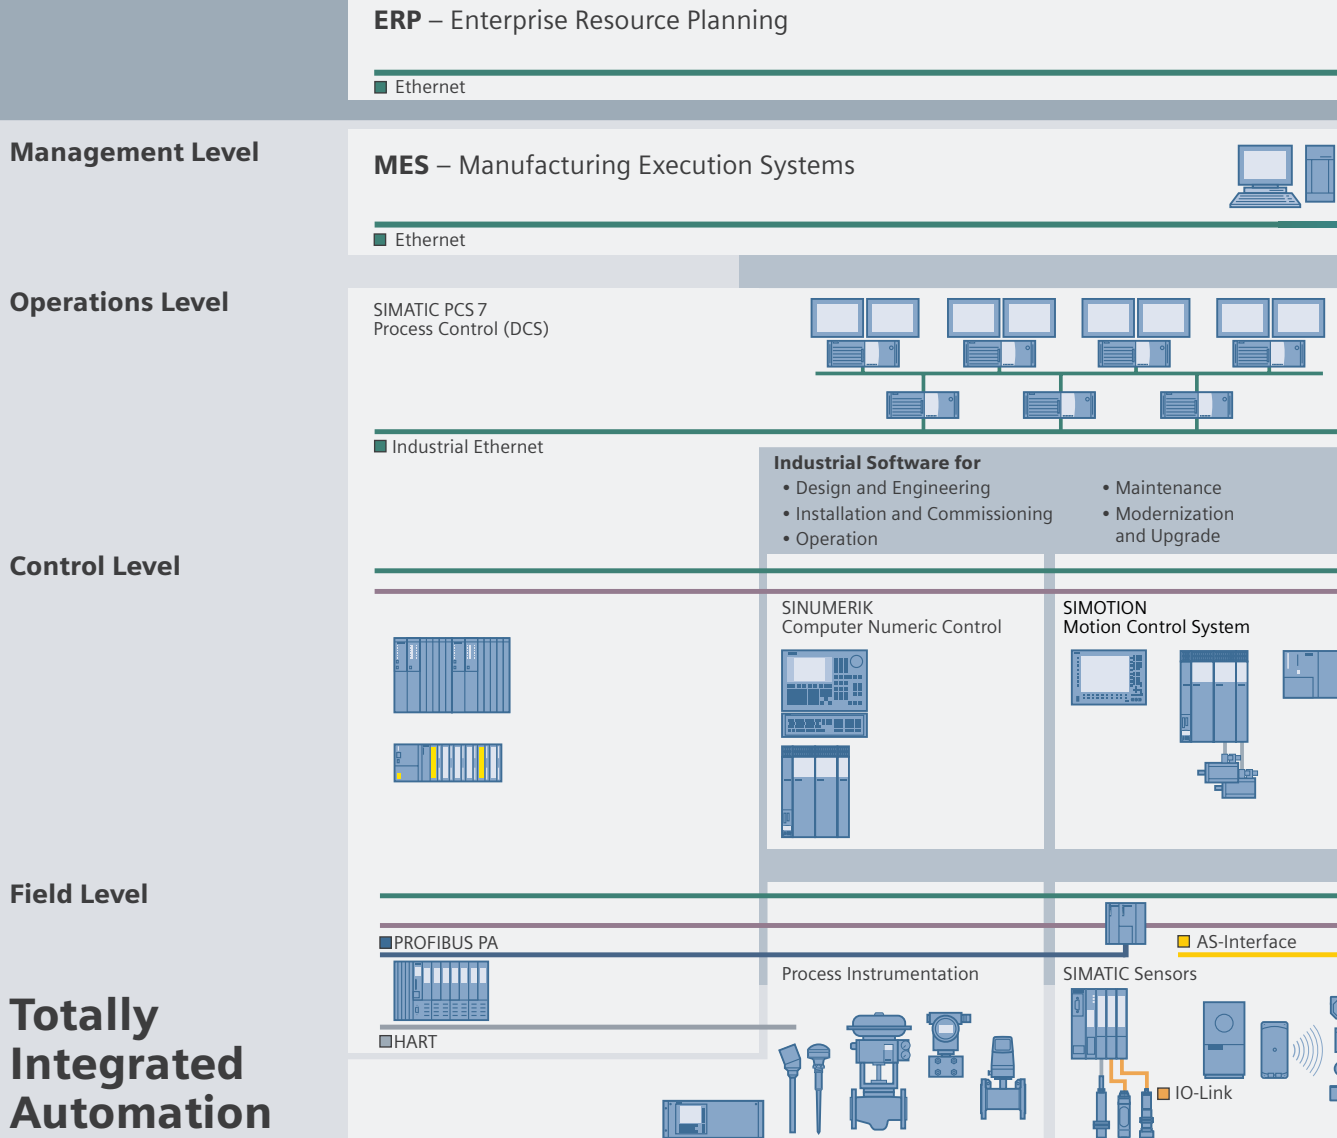 ERP – Enterprise Resource Planning
Ethernet
Management Level
MES – Manufacturing Execution Systems
Ethernet
Operations Level
SIMATIC PCS 7
Process Control (DCS)
Industrial Ethernet
Industrial Software for
• Design and Engineering
• Installation and Commissioning
• Operation
• Maintenance
• Modernization
and Upgrade
Control Level
SINUMERIK
Computer Numeric Control
SIMOTION
Motion Control System
Field Level
PROFIBUS PA
AS-Interface
Process Instrumentation
SIMATIC Sensors
HART
IO-Link
Totally
Integrated
Automation